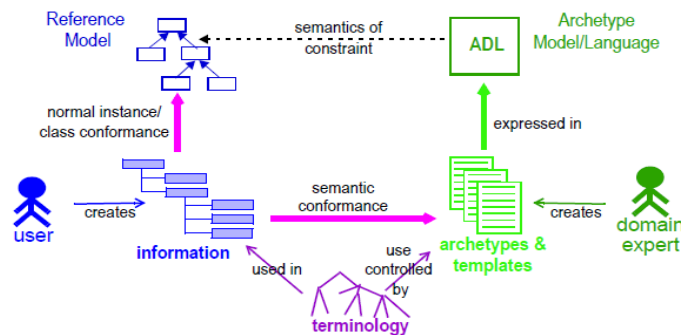 Reference
Model
semantics of
constraint
ADL
Archetype
Model/Language
normal instance/
class conformance
expressed in
user
creates
information
semantic
conformance
archetypes &
templates
creates
domain
expert
used in
use
controlled
by
terminology